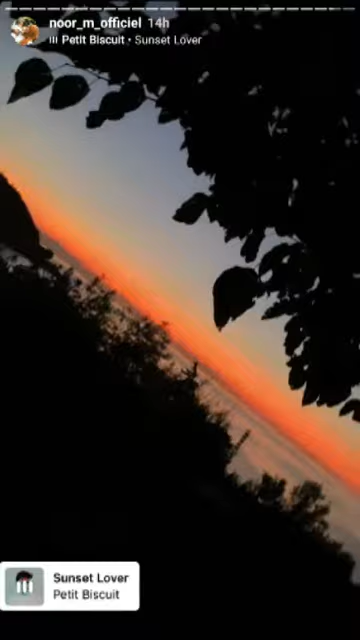 noor_m_officiel 14h
Petit Biscuit • Sunset Lover
Sunset Lover
Petit Biscuit